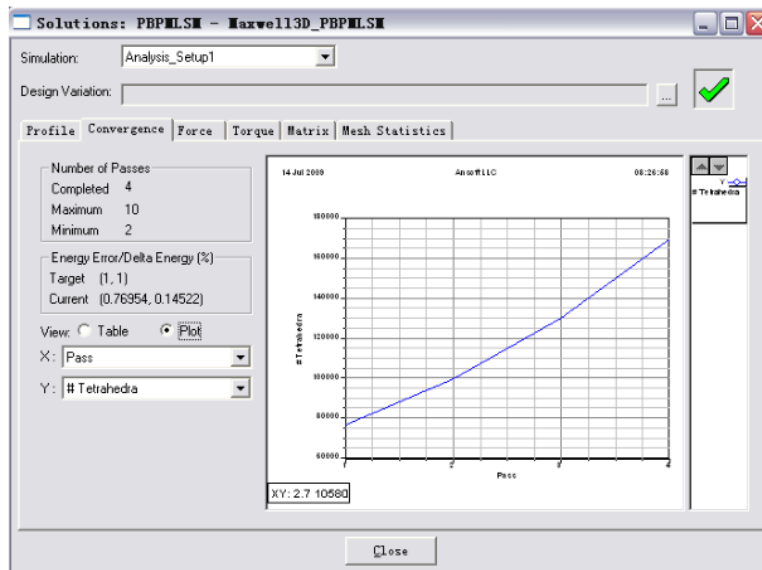 Solutions: PBPMLSM - Maxwell3D_PBPMLSM
Simulation: Analysis_Setup1
Design Variation: ...
Profile Convergence Force Torque Matrix Mesh Statistics
Number of Passes
Completed 4
Maximum 10
Minimum 2
Energy Error/Delta Energy (%)
Target (1, 1)
Current (0.76954, 0.14522)
View: Table Plot
X: Pass
Y: # Tetrahedra
14 Jul 2009 Ansoft LLC 08:26:58
180000
160000
140000
120000
100000
80000
60000
# Tetrahedra
1 2 3 4
Pass
XY: 2.7 10580
Y
# Tetrahedra
Close